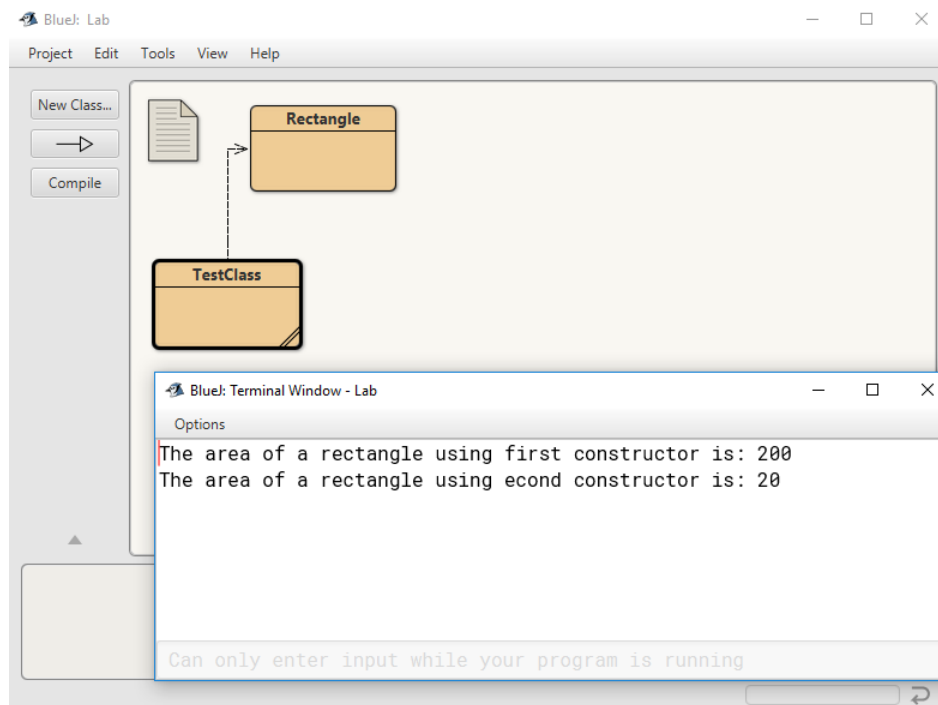 BlueJ: Lab
Project Edit Tools View Help
New Class...
Compile
Rectangle
TestClass
BlueJ: Terminal Window - Lab
Options
The area of a rectangle using first constructor is: 200
The area of a rectangle using econd constructor is: 20
Can only enter input while your program is running